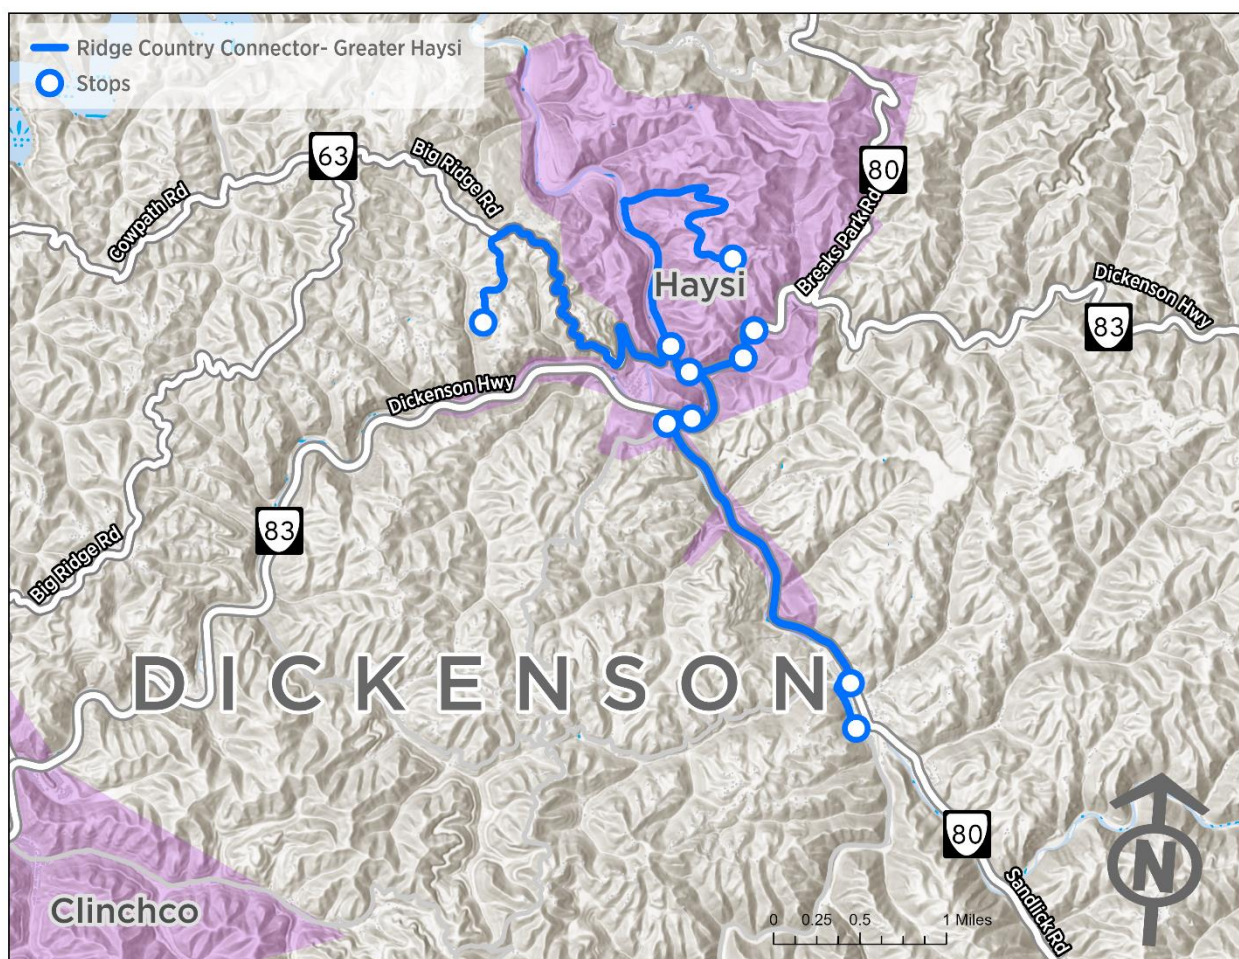 Ridge Country Connector- Greater Haysi
Stops
63
Big Ridge Rd
80
Cowpath Rd
Breaks Park Rd
Haysi
Dickenson Hwy
83
Dickenson Hwy
83
Big Ridge Rd
DICKENSON
80
N
Sandlick Rd
Clinchco
0 0.25 0.5 1 Miles